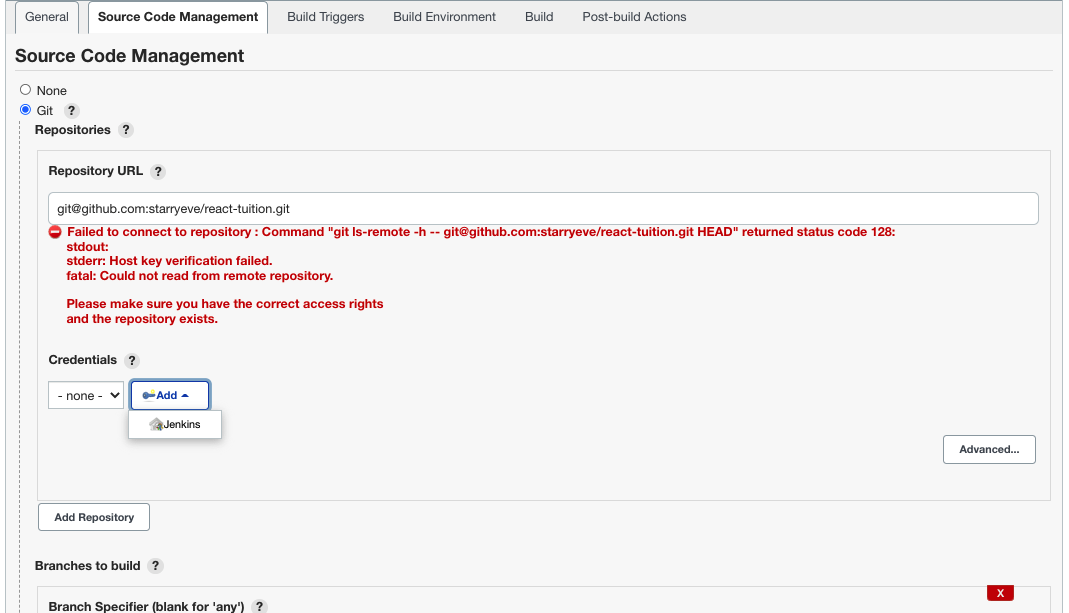 General Source Code Management Build Triggers Build Environment Build Post-build Actions
Source Code Management
None
Git ?
Repositories ?
Repository URL ?
git@github.com:starryeve/react-tuition.git
Failed to connect to repository : Command "git ls-remote -h -- git@github.com:starryeve/react-tuition.git HEAD" returned status code 128:
stdout:
stderr: Host key verification failed.
fatal: Could not read from remote repository.
Please make sure you have the correct access rights
and the repository exists.
Credentials ?
- none - Add
Jenkins
Advanced...
Add Repository
Branches to build ?
X
Branch Specifier (blank for 'any') ?